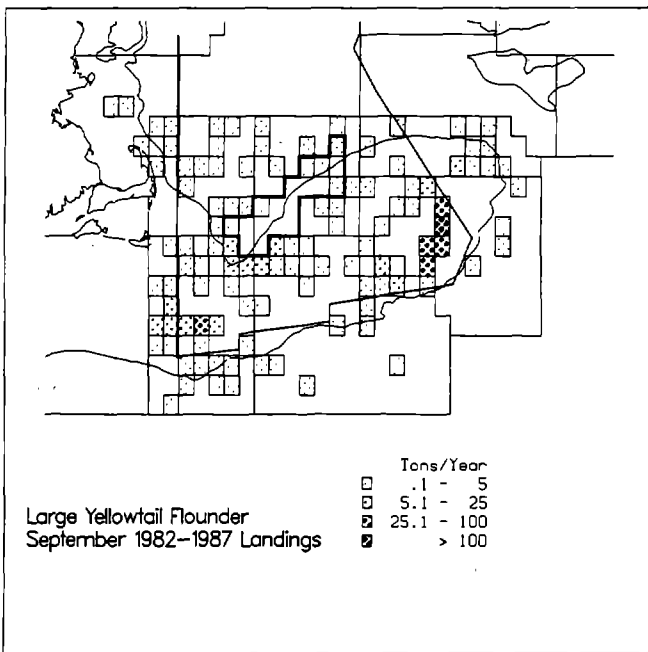 Tons/Year
.1 - 5
5.1 - 25
25.1 - 100
> 100
Large Yellowtail Flounder
September 1982-1987 Landings